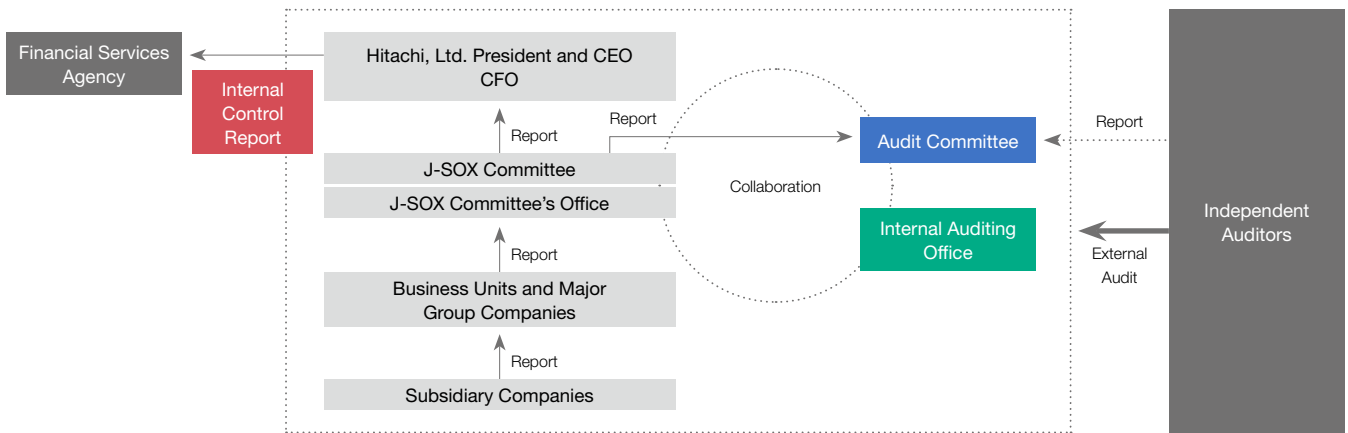 Financial Services
Agency
Internal
Control
Report
Hitachi, Ltd. President and CEO
CFO
Report
Report
J-SOX Committee
J-SOX Committee’s Office
Report
Business Units and Major
Group Companies
Report
Subsidiary Companies
Collaboration
Audit Committee
Internal Auditing
Office
Report
External
Audit
Independent
Auditors